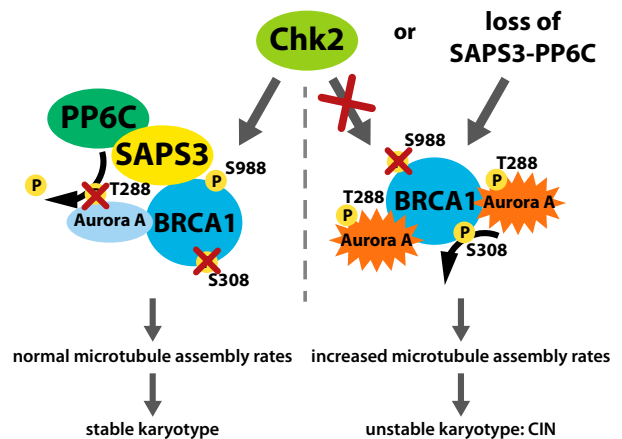 Chk2
or
loss of
SAPS3-PP6C
PP6C
SAPS3
P
S988
P
T288
Aurora A
BRCA1
S308
S988
BRCA1
T288
P
Aurora A
T288
P
Aurora A
P
S308
normal microtubule assembly rates
increased microtubule assembly rates
stable karyotype
unstable karyotype: CIN